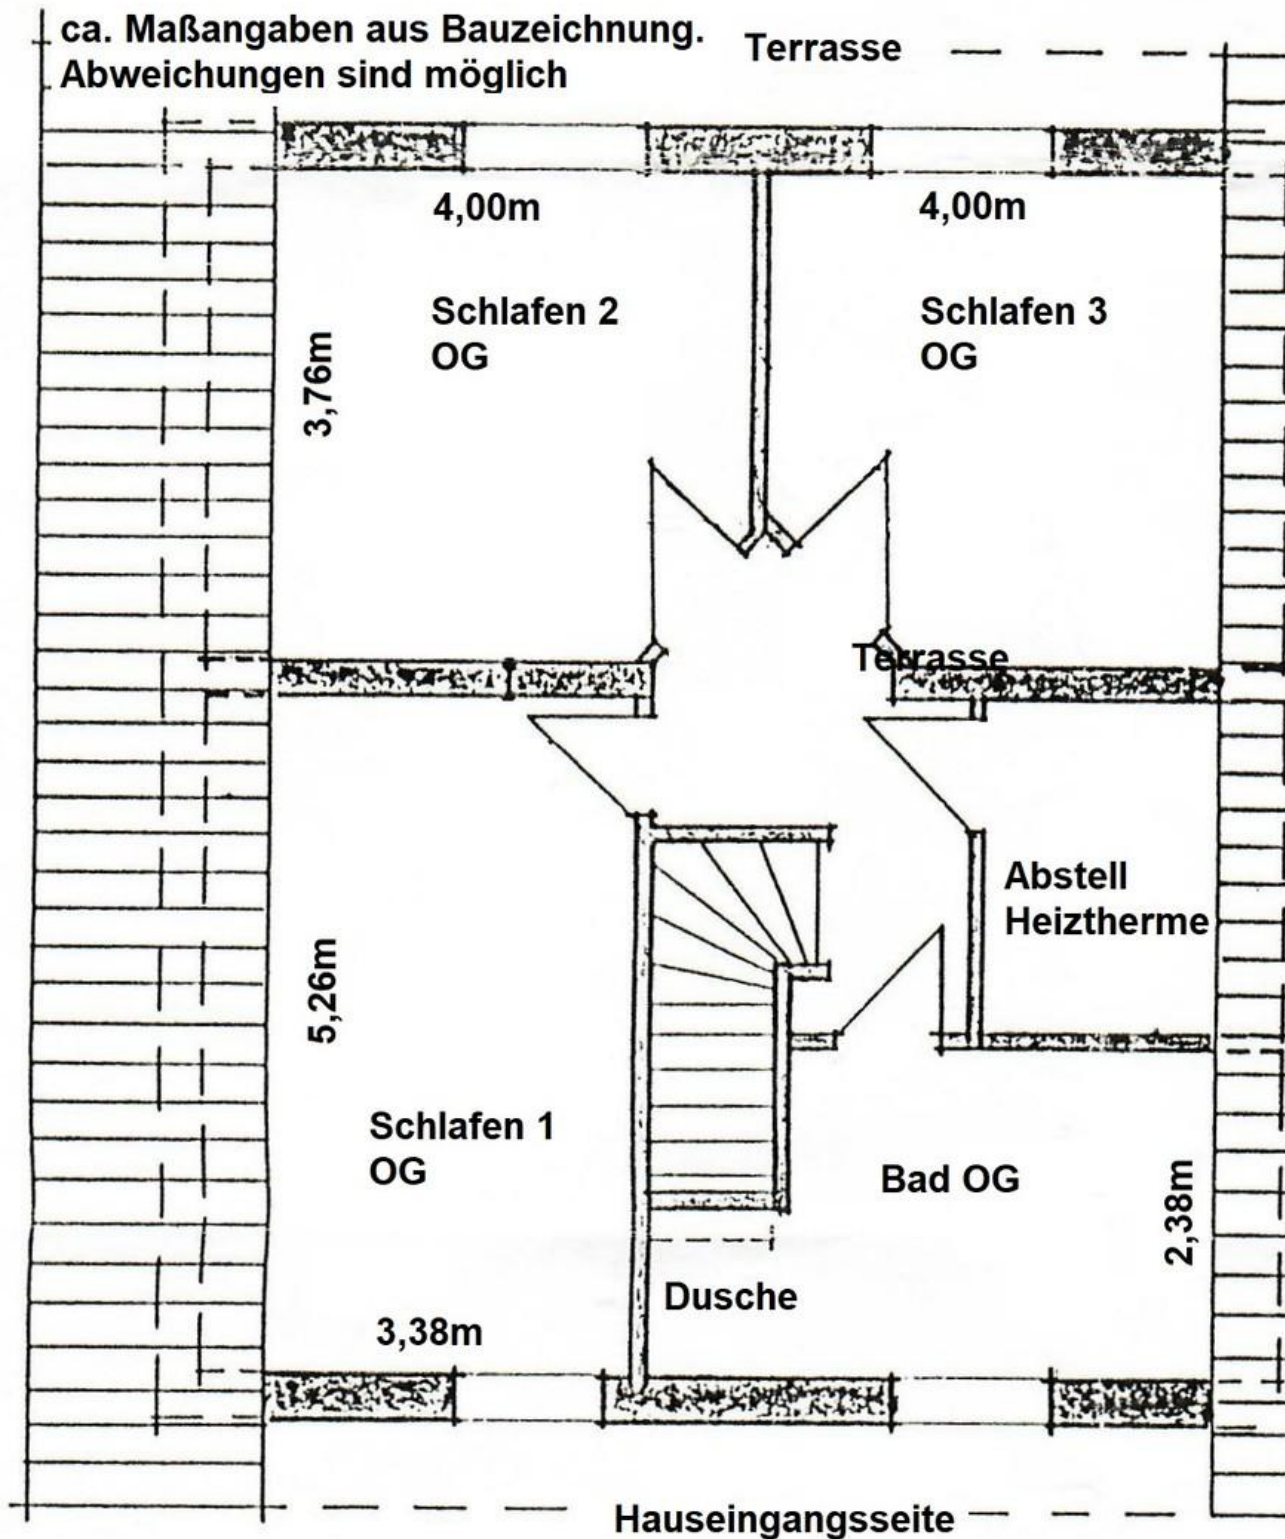 ca. Maßangaben aus Bauzeichnung.
Abweichungen sind möglich
Terrasse
4,00m
4,00m
Schlafen 2
OG
Schlafen 3
OG
3,76m
Terrasse
Abstell
Heiztherme
5,26m
Schlafen 1
OG
Bad OG
2,38m
Dusche
3,38m
Hauseingangsseite